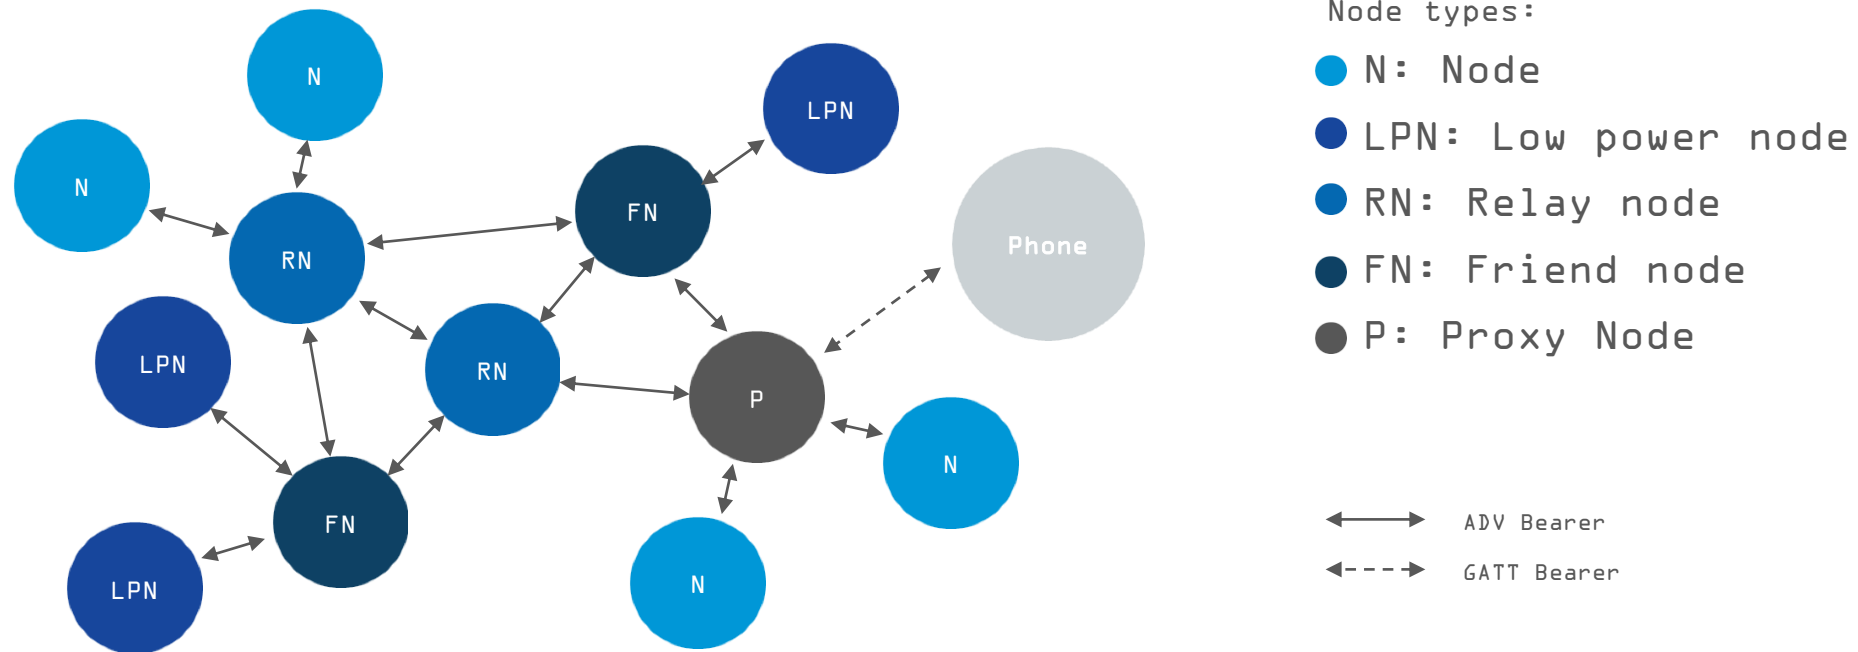 Node types:
N
LPN
N: Node
LPN: Low power node
N
FN
RN: Relay node
Phone
RN
FN: Friend node
P: Proxy Node
LPN
RN
P
N
FN
ADV Bearer
GATT Bearer
LPN
N